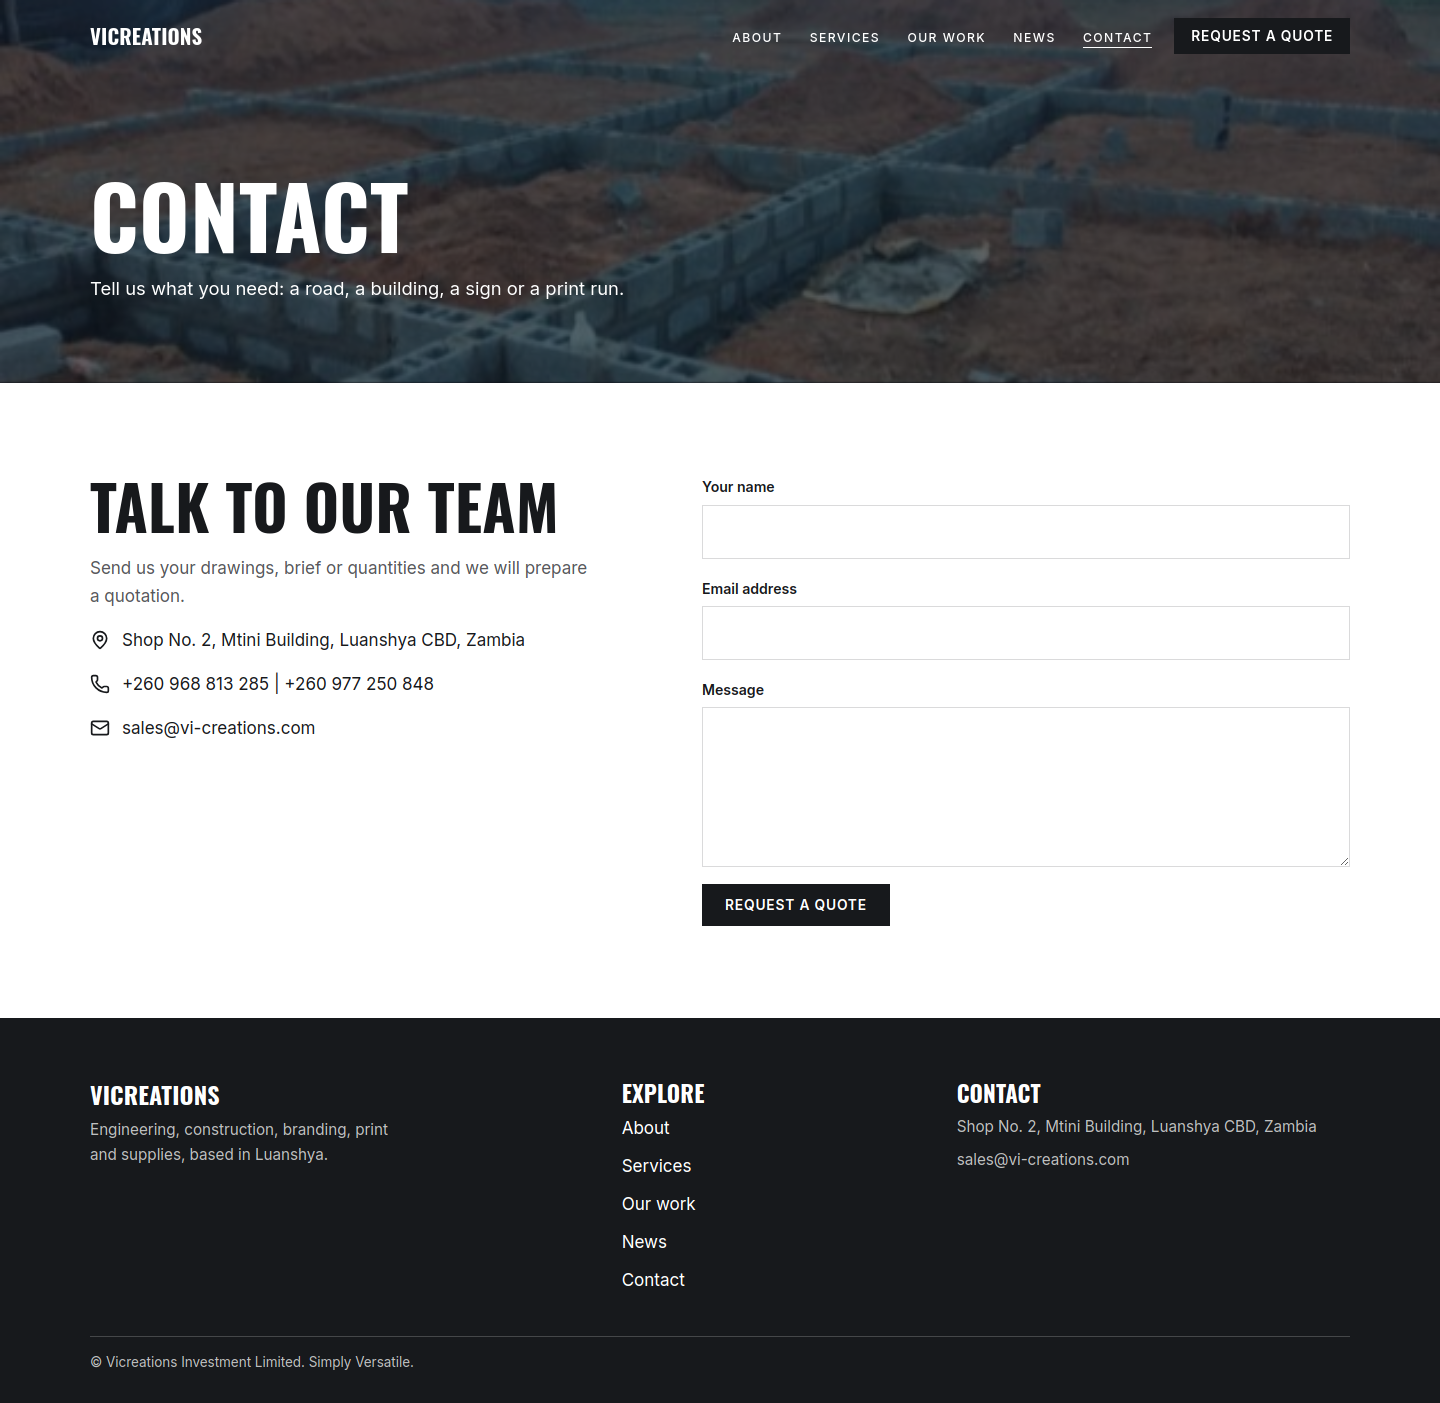 VICREATIONS
ABOUT
SERVICES
OUR WORK
NEWS
CONTACT
REQUEST A QUOTE
CONTACT
Tell us what you need: a road, a building, a sign or a print run.
TALK TO OUR TEAM
Send us your drawings, brief or quantities and we will prepare
a quotation.
Shop No. 2, Mtini Building, Luanshya CBD, Zambia
+260 968 813 285 | +260 977 250 848
sales@vi-creations.com
Your name
Email address
Message
REQUEST A QUOTE
VICREATIONS
Engineering, construction, branding, print
and supplies, based in Luanshya.
EXPLORE
About
Services
Our work
News
Contact
CONTACT
Shop No. 2, Mtini Building, Luanshya CBD, Zambia
sales@vi-creations.com
© Vicreations Investment Limited. Simply Versatile.